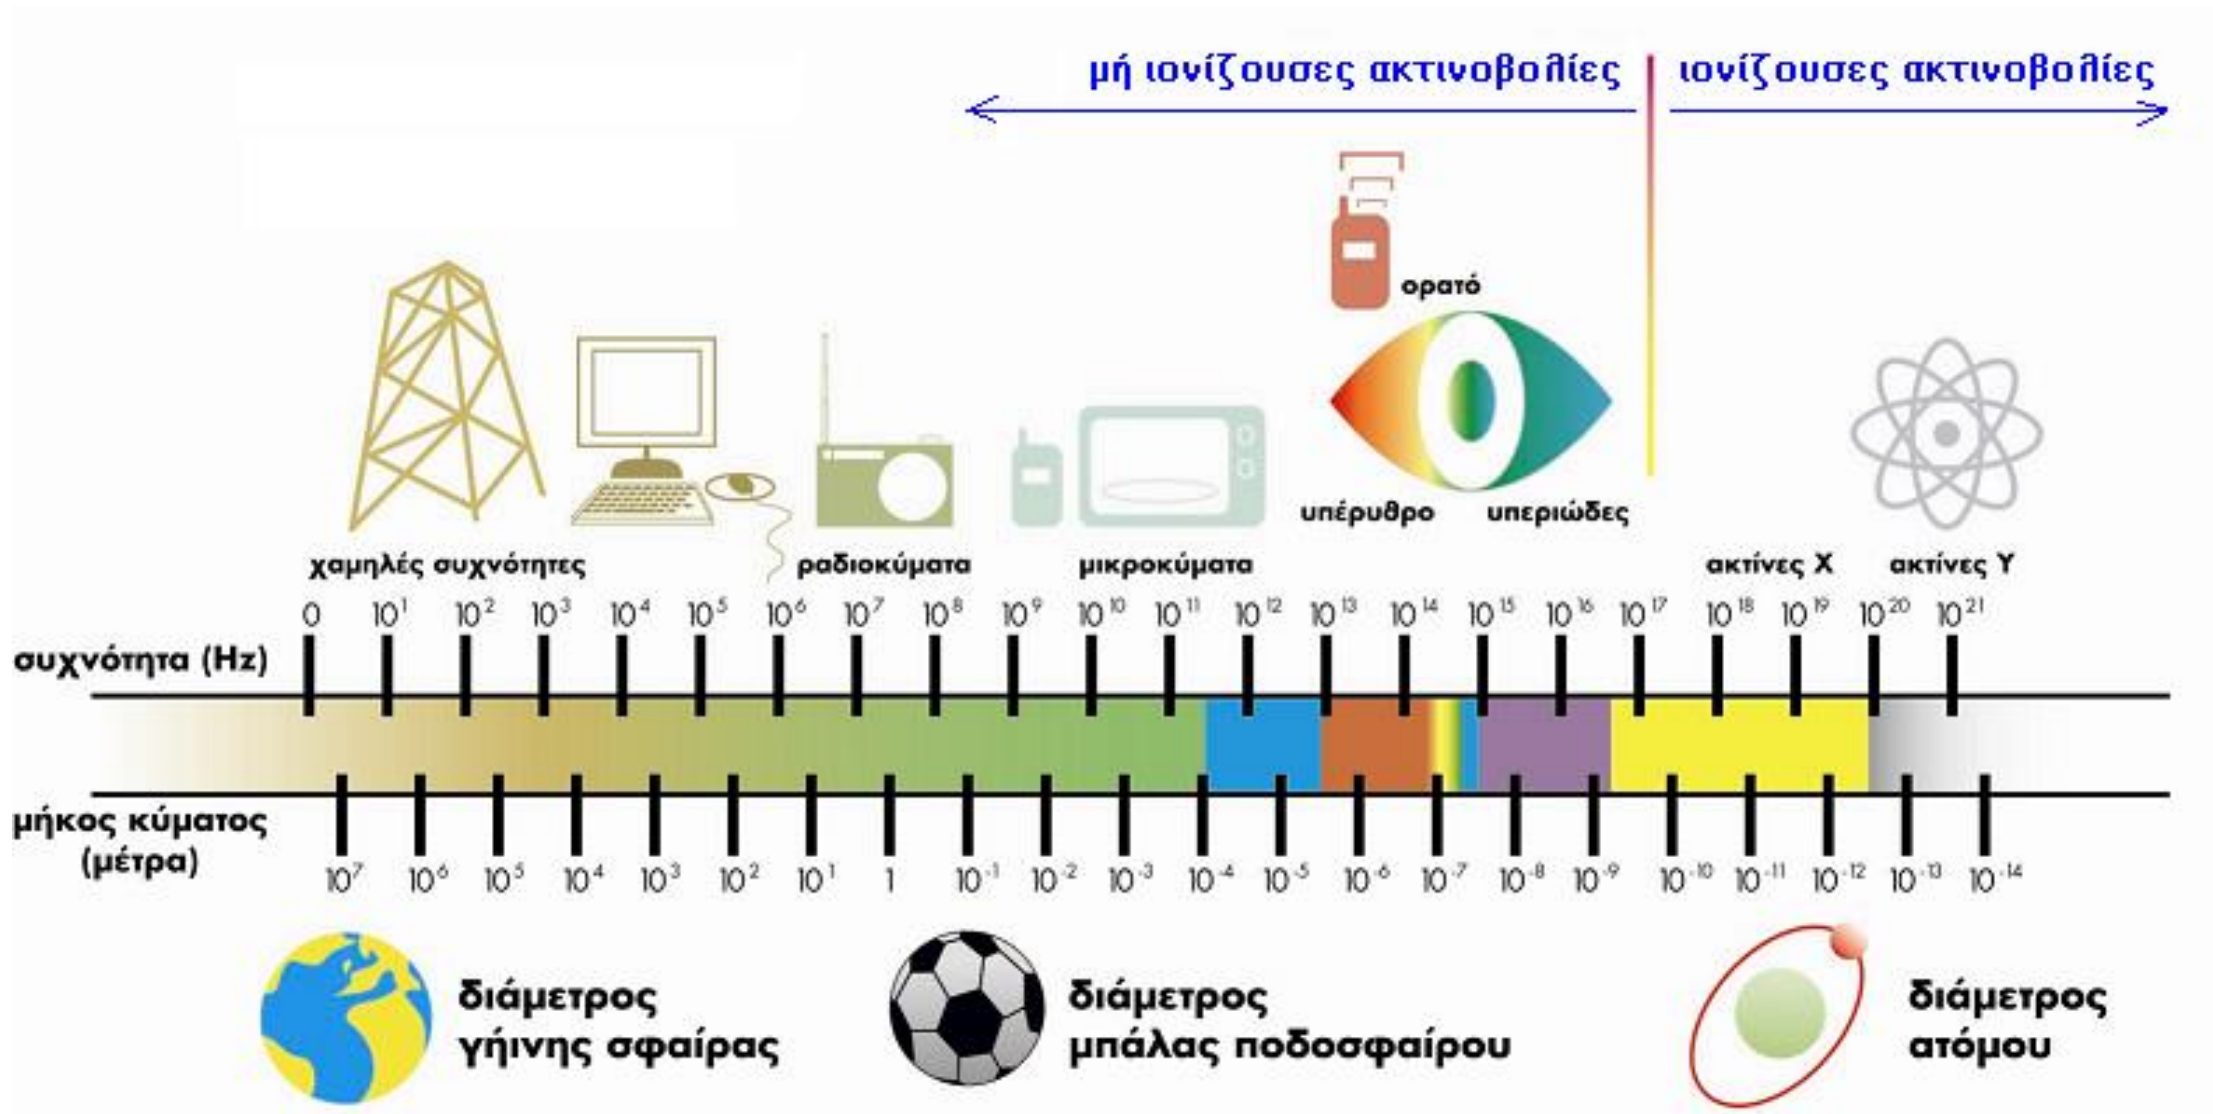 μή ιονίζουσες ακτινοβολίες ιονίζουσες ακτινοβολίες
ορατό
υπέρυθρο υπεριώδες
χαμηλές συχνότητες ραδιοκύματα μικροκύματα ακτίνες Χ ακτίνες Υ
0 10¹ 10² 10³ 10⁴ 10⁵ 10⁶ 10⁷ 10⁸ 10⁹ 10¹⁰ 10¹¹ 10¹² 10¹³ 10¹⁴ 10¹⁵ 10¹⁶ 10¹⁷ 10¹⁸ 10¹⁹ 10²⁰ 10²¹
συχνότητα (Hz)
μήκος κύματος
(μέτρα)
10⁷ 10⁶ 10⁵ 10⁴ 10³ 10² 10¹ 1 10⁻¹ 10⁻² 10⁻³ 10⁻⁴ 10⁻⁵ 10⁻⁶ 10⁻⁷ 10⁻⁸ 10⁻⁹ 10⁻¹⁰ 10⁻¹¹ 10⁻¹² 10⁻¹³ 10⁻¹⁴
διάμετρος
γήινης σφαίρας
διάμετρος
μπάλας ποδοσφαίρου
διάμετρος
ατόμου